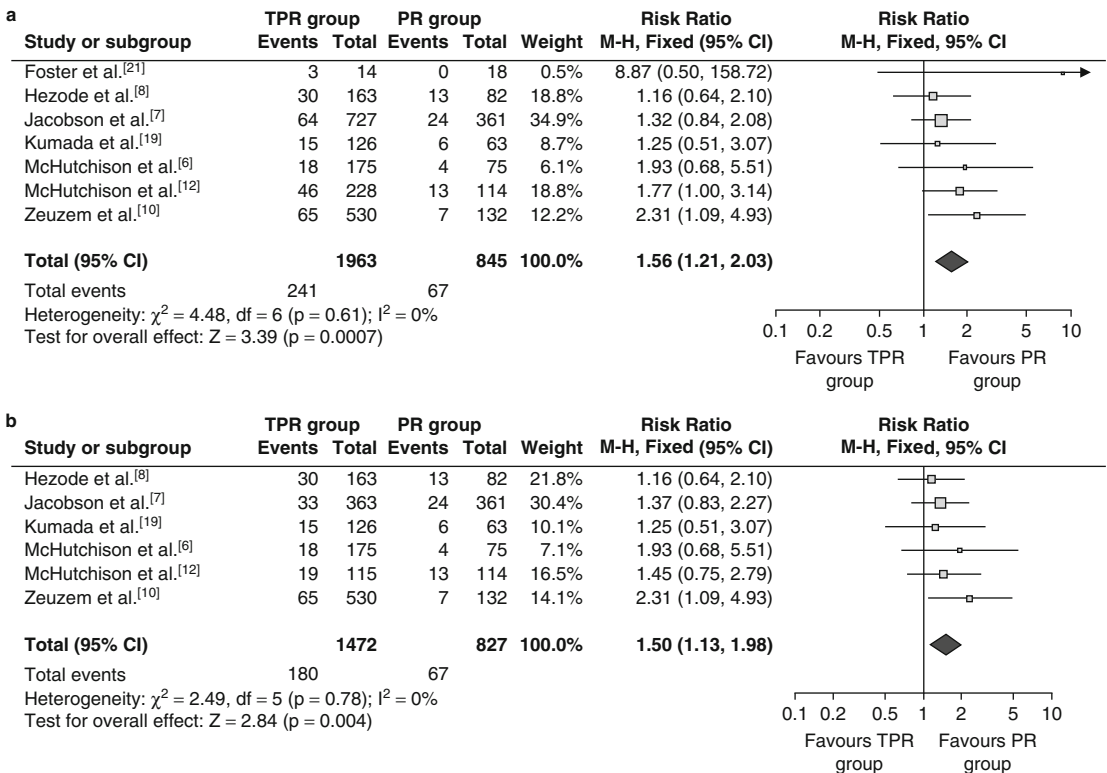 a
TPR group PR group Risk Ratio Risk Ratio
Study or subgroup Events Total Events Total Weight M-H, Fixed (95% CI) M-H, Fixed, 95% CI
Foster et al.[21] 3 14 0 18 0.5% 8.87 (0.50, 158.72)
Hezode et al.[8] 30 163 13 82 18.8% 1.16 (0.64, 2.10)
Jacobson et al.[7] 64 727 24 361 34.9% 1.32 (0.84, 2.08)
Kumada et al.[19] 15 126 6 63 8.7% 1.25 (0.51, 3.07)
McHutchison et al.[6] 18 175 4 75 6.1% 1.93 (0.68, 5.51)
McHutchison et al.[12] 46 228 13 114 18.8% 1.77 (1.00, 3.14)
Zeuzem et al.[10] 65 530 7 132 12.2% 2.31 (1.09, 4.93)
Total (95% CI) 1963 845 100.0% 1.56 (1.21, 2.03)
Total events 241 67
Heterogeneity: χ2 = 4.48, df = 6 (p = 0.61); I2 = 0%
Test for overall effect: Z = 3.39 (p = 0.0007)
0.1 0.2 0.5 1 2 5 10
Favours TPR Favours PR
group group
b
TPR group PR group Risk Ratio Risk Ratio
Study or subgroup Events Total Events Total Weight M-H, Fixed (95% CI) M-H, Fixed, 95% CI
Hezode et al.[8] 30 163 13 82 21.8% 1.16 (0.64, 2.10)
Jacobson et al.[7] 33 363 24 361 30.4% 1.37 (0.83, 2.27)
Kumada et al.[19] 15 126 6 63 10.1% 1.25 (0.51, 3.07)
McHutchison et al.[6] 18 175 4 75 7.1% 1.93 (0.68, 5.51)
McHutchison et al.[12] 19 115 13 114 16.5% 1.45 (0.75, 2.79)
Zeuzem et al.[10] 65 530 7 132 14.1% 2.31 (1.09, 4.93)
Total (95% CI) 1472 827 100.0% 1.50 (1.13, 1.98)
Total events 180 67
Heterogeneity: χ2 = 2.49, df = 5 (p = 0.78); I2 = 0%
Test for overall effect: Z = 2.84 (p = 0.004)
0.1 0.2 0.5 1 2 5 10
Favours TPR Favours PR
group group